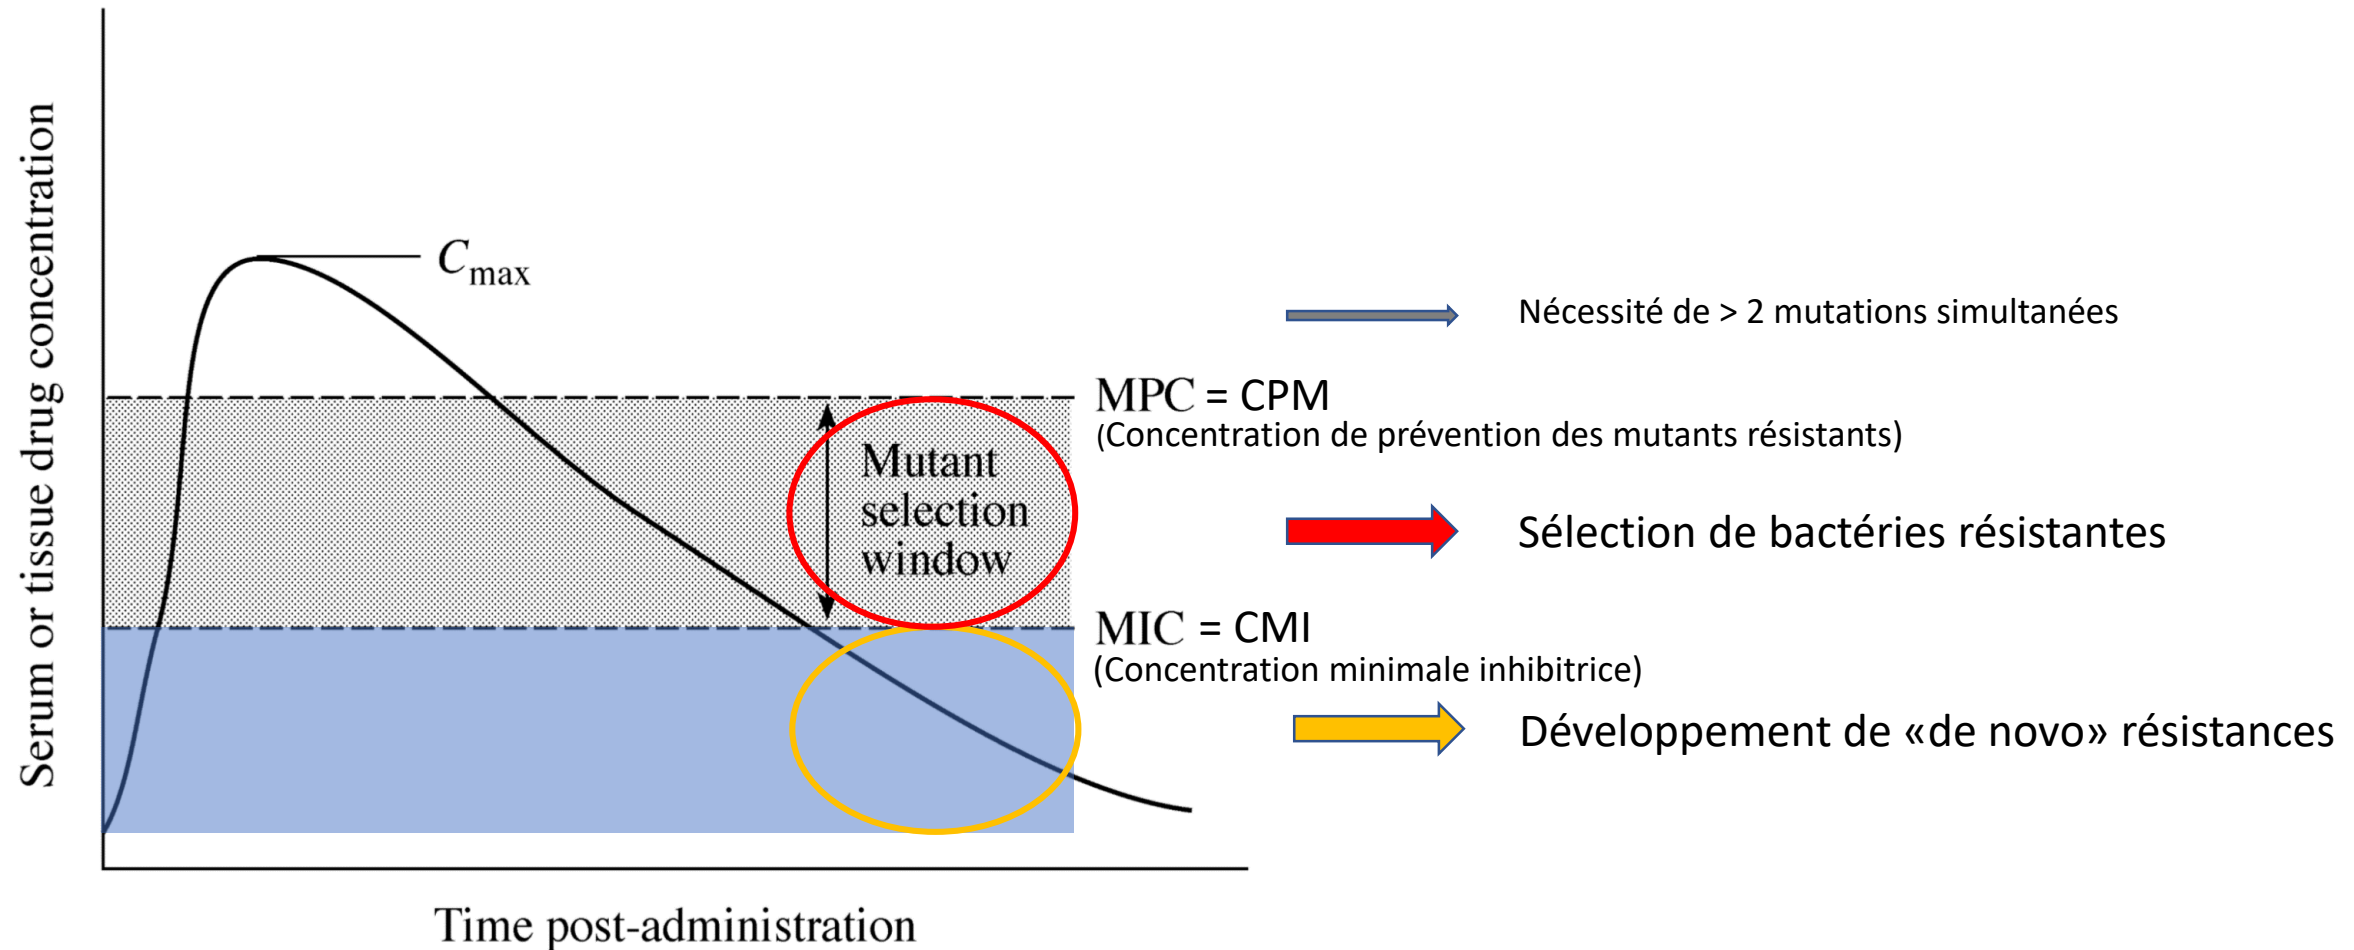 Serum or tissue drug concentration
Cmax
Nécessité de > 2 mutations simultanées
MPC = CPM
(Concentration de prévention des mutants résistants)
Mutant
selection
window
Sélection de bactéries résistantes
MIC = CMI
(Concentration minimale inhibitrice)
Développement de «de novo» résistances
Time post-administration